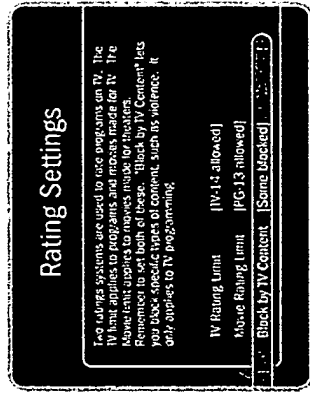 Rating Settings
Two ratings systems are used to rate programs on TV. The
TV limit applies to programs and movies made for TV The
Movie limit applies to movies made for theaters.
Remember to set both of these. "Block by TV Content" lets
you block specific types of content, such as violence. It
only applies to TV programming
TV Rating Limit [TV-14 allowed]
Movie Rating Limit [PG-13 allowed]
Block by TV Content [Some blocked]